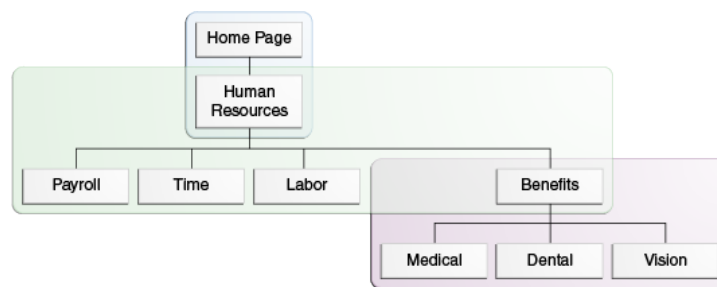 Home Page
Human
Resources
Payroll
Time
Labor
Benefits
Medical
Dental
Vision